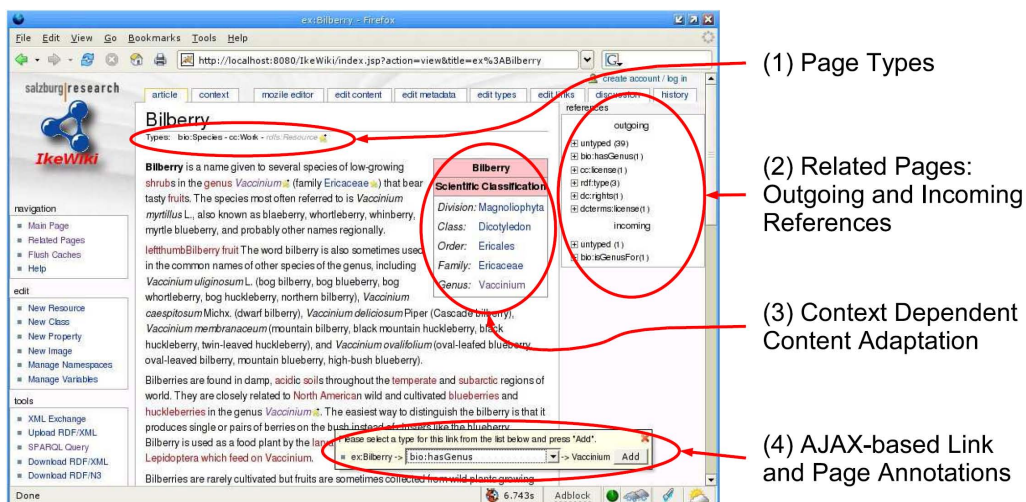 ex:Bilberry - Firefox
File Edit View Go Bookmarks Tools Help
http://localhost:8080/IkeWiki/index.jsp?action=view&title=ex%3ABilberry
G
salzburg research
IkeWiki
create account / log in
article context mozile editor edit content edit metadata edit types edit links discussion history
navigation
Main Page
Related Pages
Flush Caches
Help
edit
New Resource
New Class
New Property
New Image
Manage Namespaces
Manage Variables
tools
XML Exchange
Upload RDF/XML
SPARQL Query
Download RDF/XML
Download RDF/N3
Bilberry
Types: bio:Species - cc:Work - rdfs:Resource
Bilberry is a name given to several species of low-growing
shrubs in the genus Vaccinium (family Ericaceae) that bear
tasty fruits. The species most often referred to is Vaccinium
myrtillus L., also known as blaeberry, whortleberry, whinberry,
myrtle blueberry, and probably other names regionally.
leftthumbBilberry fruit The word bilberry is also sometimes used
in the common names of other species of the genus, including
Vaccinium uliginosum L. (bog bilberry, bog blueberry, bog
whortleberry, bog huckleberry, northern bilberry), Vaccinium
caespitosum Michx. (dwarf bilberry), Vaccinium deliciosum Piper (Cascade bilberry),
Vaccinium membranaceum (mountain bilberry, black mountain huckleberry, black
huckleberry, twin-leaved huckleberry), and Vaccinium ovalifolium (oval-leafed blueberry,
oval-leaved bilberry, mountain blueberry, high-bush blueberry).
Bilberries are found in damp, acidic soils throughout the temperate and subarctic regions of
world. They are closely related to North American wild and cultivated blueberries and
huckleberries in the genus Vaccinium. The easiest way to distinguish the bilberry is that it
produces single or pairs of berries on the bush instead of clusters like the blueberry.
Bilberry is used as a food plant by the
Lepidoptera which feed on Vaccinium.
Bilberries are rarely cultivated but fruits are sometimes collected from wild plants growing
Bilberry
Scientific Classification
Division: Magnoliophyta
Class: Dicotyledon
Order: Ericales
Family: Ericaceae
Genus: Vaccinium
references
outgoing
untyped (39)
bio:hasGenus(1)
cc:license(1)
rdf:type(3)
dc:rights(1)
dcterms:license(1)
incoming
untyped (1)
bio:isGenusFor(1)
Please select a type for this link from the list below and press "Add".
ex:Bilberry -> bio:hasGenus -> Vaccinium Add
Done 6.743s Adblock
(1) Page Types
(2) Related Pages:
Outgoing and Incoming
References
(3) Context Dependent
Content Adaptation
(4) AJAX-based Link
and Page Annotations